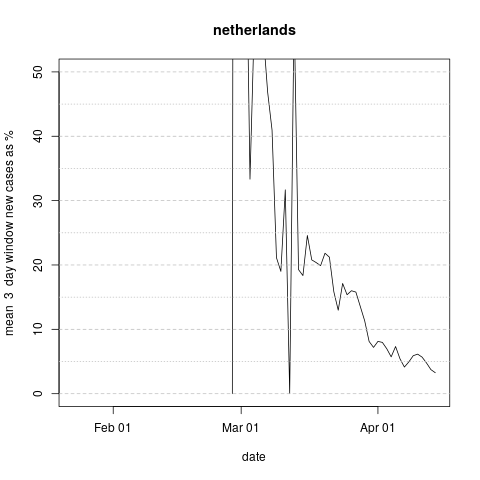 netherlands
mean 3 day window new cases as %
50
40
30
20
10
0
Feb 01
Mar 01
Apr 01
date